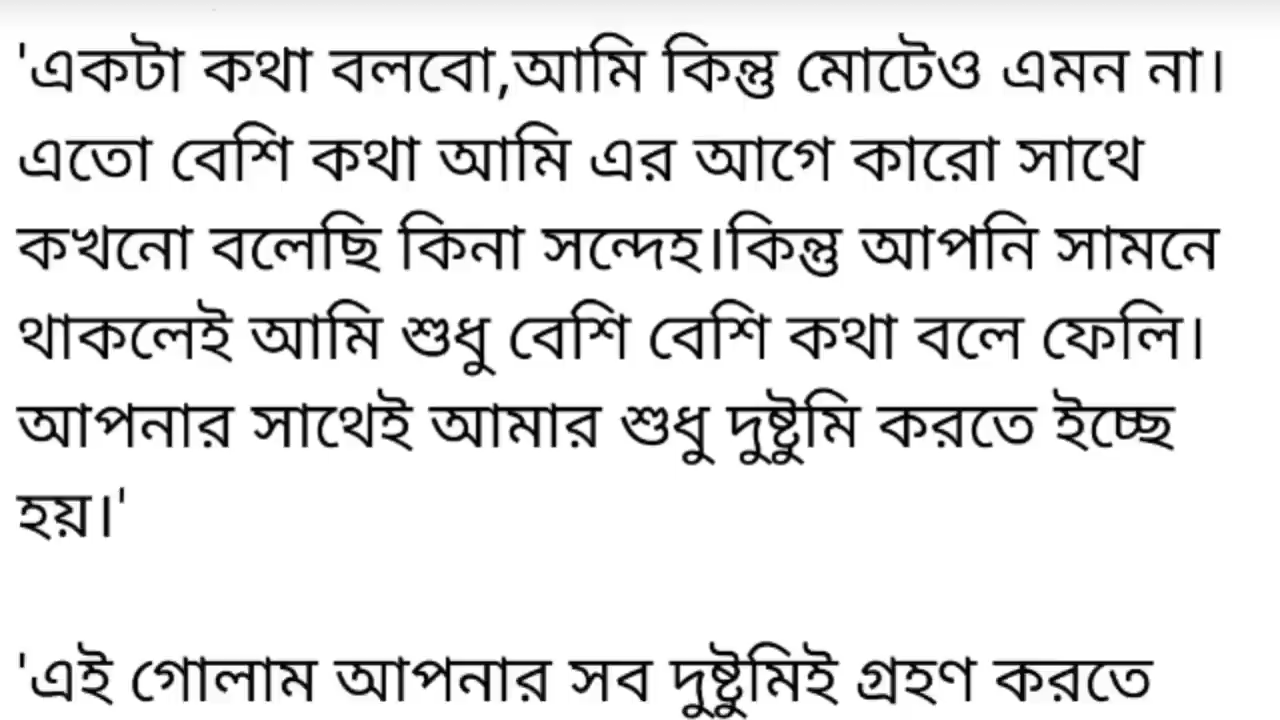 'একটা কথা বলবো,আমি কিন্তু মোটেও এমন না।
এতো বেশি কথা আমি এর আগে কারো সাথে
কখনো বলেছি কিনা সন্দেহ।কিন্তু আপনি সামনে
থাকলেই আমি শুধু বেশি বেশি কথা বলে ফেলি।
আপনার সাথেই আমার শুধু দুষ্টুমি করতে ইচ্ছে
হয়।'
'এই গোলাম আপনার সব দুষ্টুমিই গ্রহণ করতে